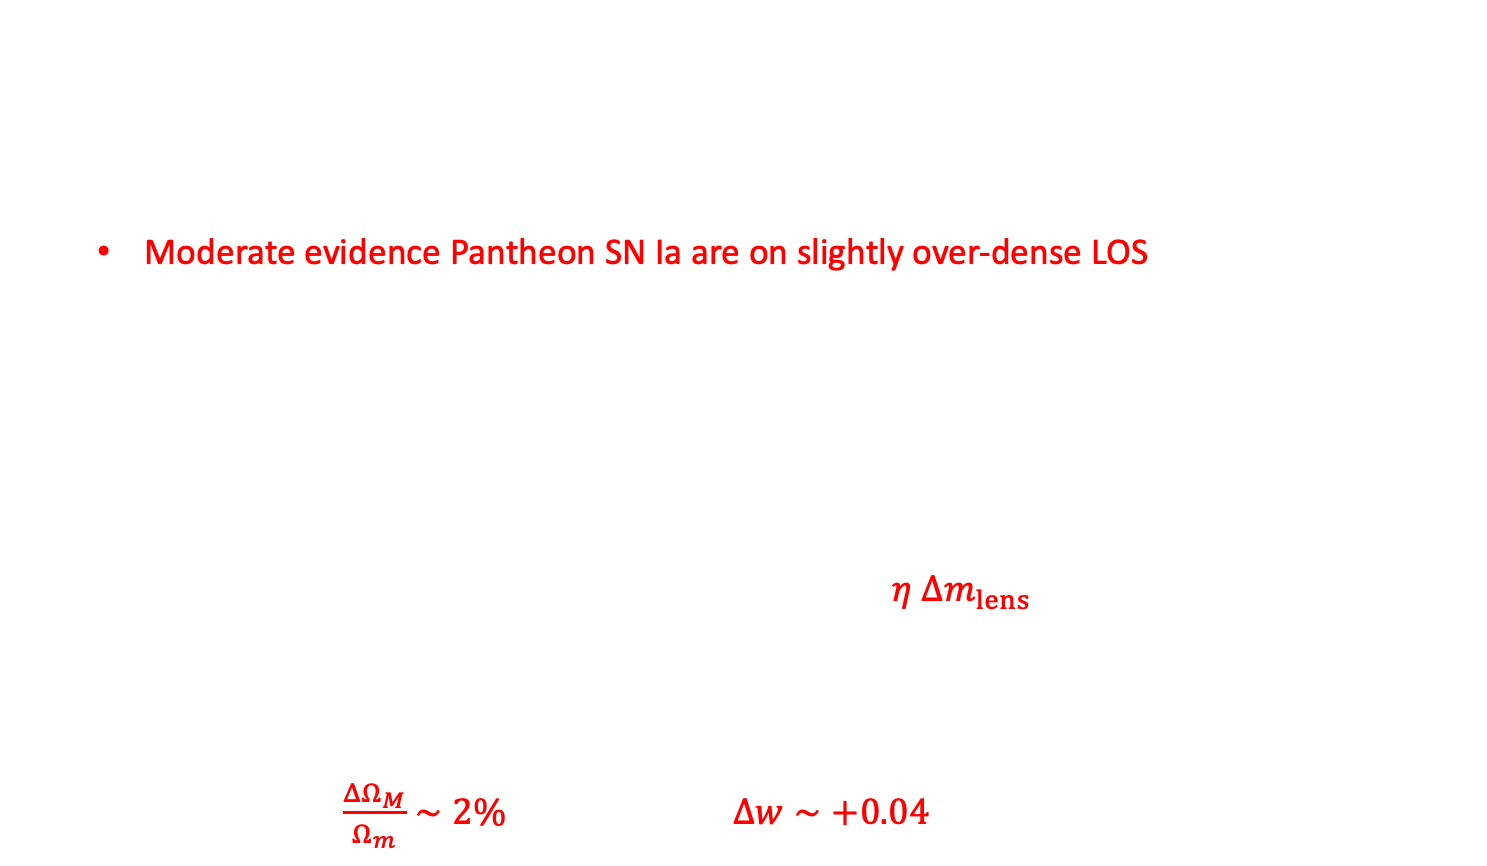 • Moderate evidence Pantheon SN Ia are on slightly over-dense LOS
η Δm_lens
ΔΩ_M/Ω_m ~ 2% Δw ~ +0.04